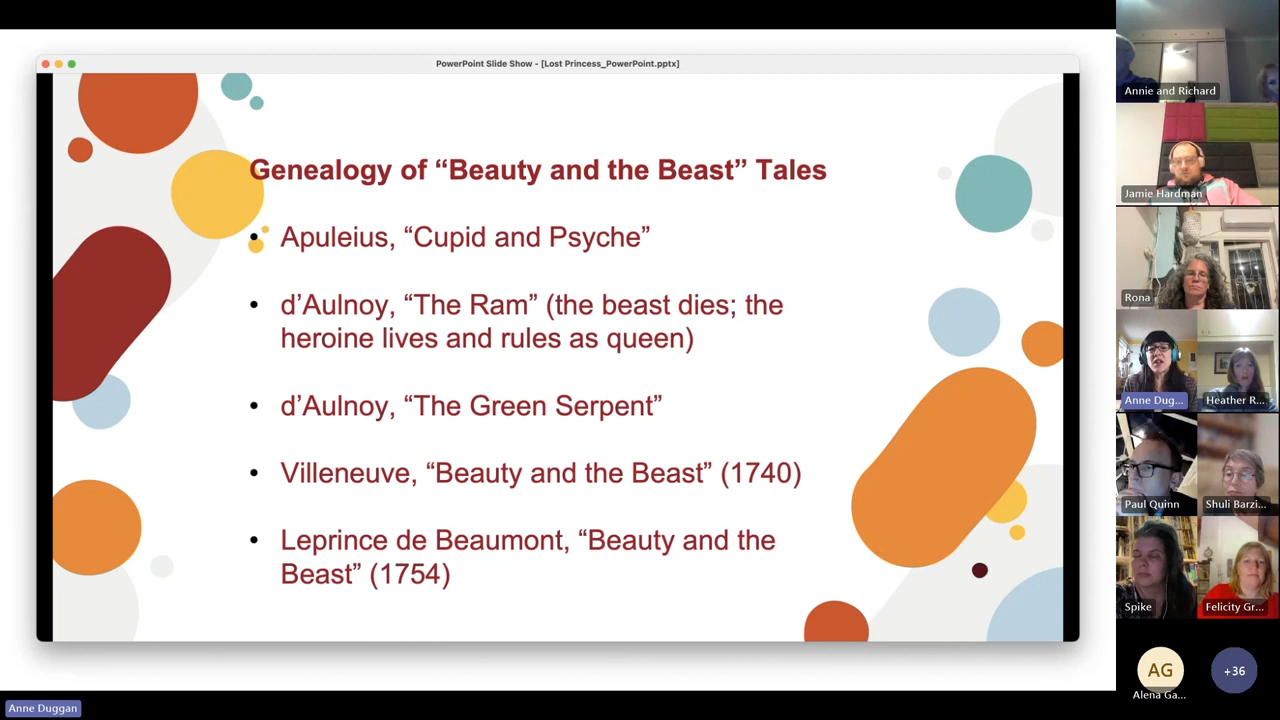 PowerPoint Slide Show - [Lost Princess_PowerPoint.pptx]
Genealogy of “Beauty and the Beast” Tales
• Apuleius, “Cupid and Psyche”
• d’Aulnoy, “The Ram” (the beast dies; the
heroine lives and rules as queen)
• d’Aulnoy, “The Green Serpent”
• Villeneuve, “Beauty and the Beast” (1740)
• Leprince de Beaumont, “Beauty and the
Beast” (1754)
Annie and Richard
Jamie Hardman
Rona
Anne Dug...
Heather R...
Paul Quinn
Shuli Barzi...
Spike
Felicity Gr...
AG
+36
Alena Ga...
Anne Duggan